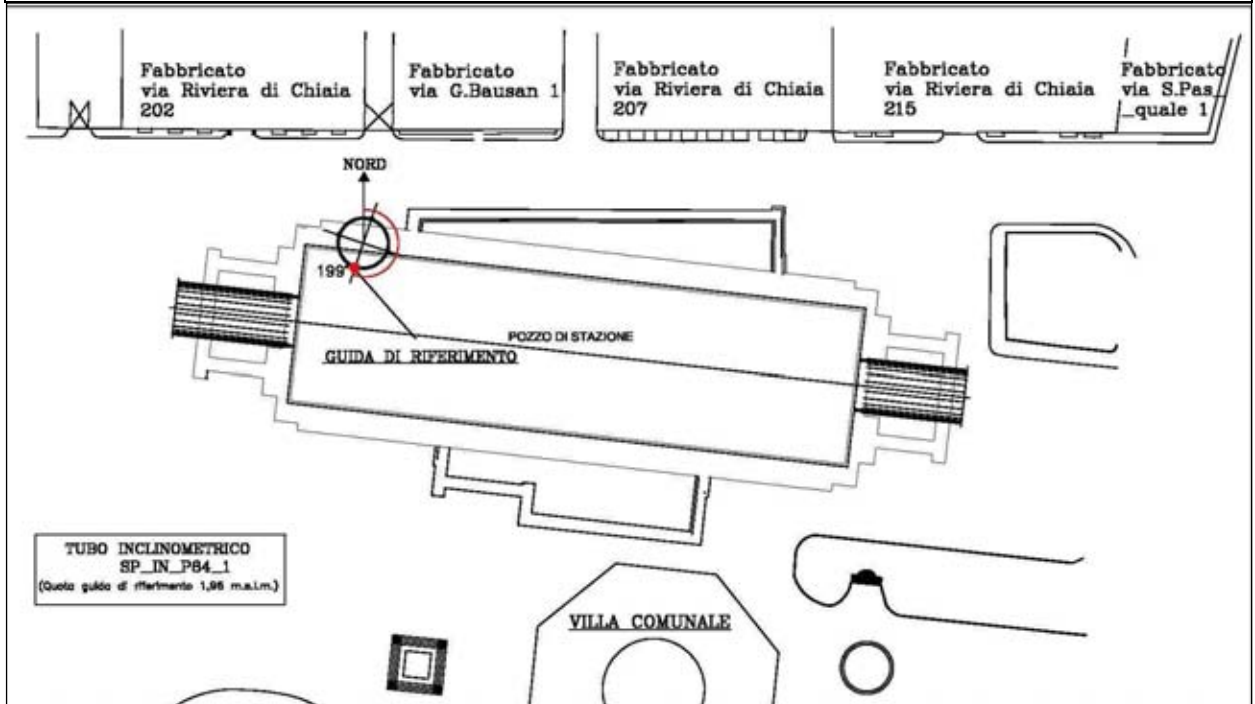 Fabbricato
via Riviera di Chiaia
202
Fabbricato
via G.Bausan 1
Fabbricato
via Riviera di Chiaia
207
Fabbricato
via Riviera di Chiaia
215
Fabbricato
via S.Pas
_quale 1
NORD
199°
POZZO DI STAZIONE
GUIDA DI RIFERIMENTO
TUBO INCLINOMETRICO
SP_IN_P84_1
(Quota guida di riferimento 1,95 m.s.l.m.)
VILLA COMUNALE